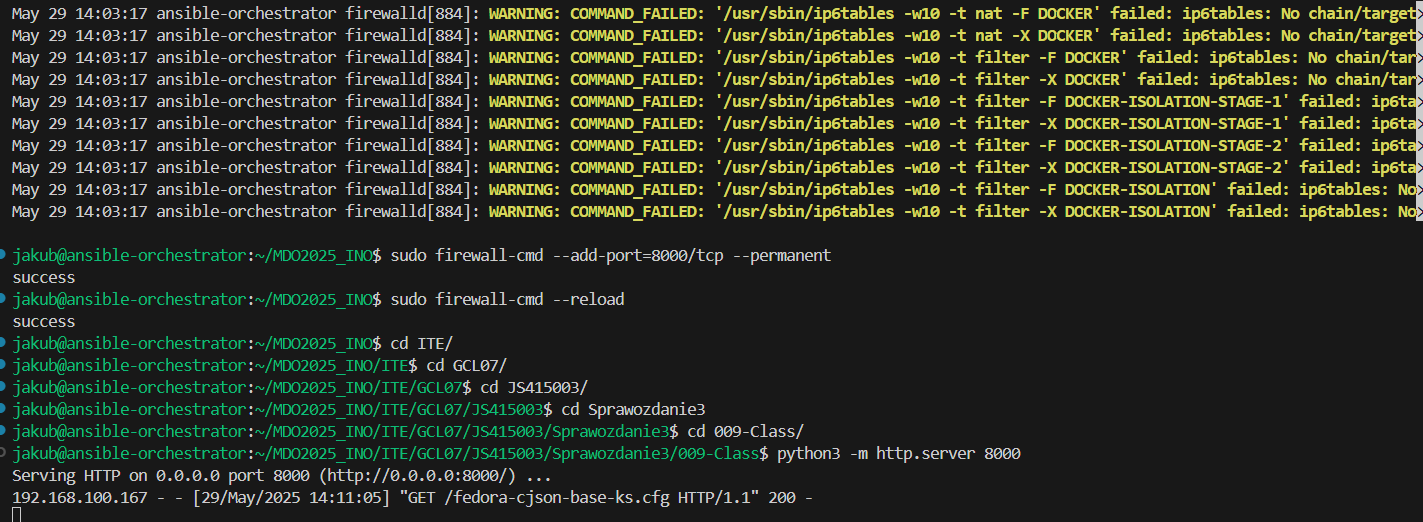 May 29 14:03:17 ansible-orchestrator firewalld[884]: WARNING: COMMAND_FAILED: '/usr/sbin/ip6tables -w10 -t nat -F DOCKER' failed: ip6tables: No chain/target>
May 29 14:03:17 ansible-orchestrator firewalld[884]: WARNING: COMMAND_FAILED: '/usr/sbin/ip6tables -w10 -t nat -X DOCKER' failed: ip6tables: No chain/target>
May 29 14:03:17 ansible-orchestrator firewalld[884]: WARNING: COMMAND_FAILED: '/usr/sbin/ip6tables -w10 -t filter -F DOCKER' failed: ip6tables: No chain/tar>
May 29 14:03:17 ansible-orchestrator firewalld[884]: WARNING: COMMAND_FAILED: '/usr/sbin/ip6tables -w10 -t filter -X DOCKER' failed: ip6tables: No chain/tar>
May 29 14:03:17 ansible-orchestrator firewalld[884]: WARNING: COMMAND_FAILED: '/usr/sbin/ip6tables -w10 -t filter -F DOCKER-ISOLATION-STAGE-1' failed: ip6ta>
May 29 14:03:17 ansible-orchestrator firewalld[884]: WARNING: COMMAND_FAILED: '/usr/sbin/ip6tables -w10 -t filter -X DOCKER-ISOLATION-STAGE-1' failed: ip6ta>
May 29 14:03:17 ansible-orchestrator firewalld[884]: WARNING: COMMAND_FAILED: '/usr/sbin/ip6tables -w10 -t filter -F DOCKER-ISOLATION-STAGE-2' failed: ip6ta>
May 29 14:03:17 ansible-orchestrator firewalld[884]: WARNING: COMMAND_FAILED: '/usr/sbin/ip6tables -w10 -t filter -X DOCKER-ISOLATION-STAGE-2' failed: ip6ta>
May 29 14:03:17 ansible-orchestrator firewalld[884]: WARNING: COMMAND_FAILED: '/usr/sbin/ip6tables -w10 -t filter -F DOCKER-ISOLATION' failed: ip6tables: No>
May 29 14:03:17 ansible-orchestrator firewalld[884]: WARNING: COMMAND_FAILED: '/usr/sbin/ip6tables -w10 -t filter -X DOCKER-ISOLATION' failed: ip6tables: No>
jakub@ansible-orchestrator:~/MDO2025_INO$ sudo firewall-cmd --add-port=8000/tcp --permanent
success
jakub@ansible-orchestrator:~/MDO2025_INO$ sudo firewall-cmd --reload
success
jakub@ansible-orchestrator:~/MDO2025_INO$ cd ITE/
jakub@ansible-orchestrator:~/MDO2025_INO/ITE$ cd GCL07/
jakub@ansible-orchestrator:~/MDO2025_INO/ITE/GCL07$ cd JS415003/
jakub@ansible-orchestrator:~/MDO2025_INO/ITE/GCL07/JS415003$ cd Sprawozdanie3
jakub@ansible-orchestrator:~/MDO2025_INO/ITE/GCL07/JS415003/Sprawozdanie3$ cd 009-Class/
jakub@ansible-orchestrator:~/MDO2025_INO/ITE/GCL07/JS415003/Sprawozdanie3/009-Class$ python3 -m http.server 8000
Serving HTTP on 0.0.0.0 port 8000 (http://0.0.0.0:8000/) ...
192.168.100.167 - - [29/May/2025 14:11:05] "GET /fedora-cjson-base-ks.cfg HTTP/1.1" 200 -